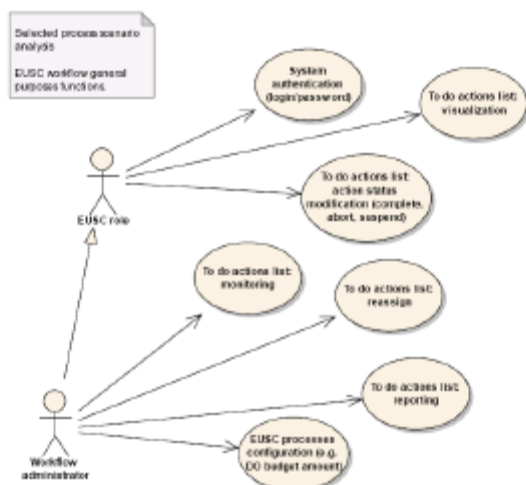 Selected process scenario
analysis
EUSC workflow general
purposes functions.
System
authentication
(login/password)
To do actions list:
visualization
To do actions list:
action status
modification (complete,
abort, suspend)
EUSC role
To do actions list:
monitoring
To do actions list:
reassign
To do actions list:
reporting
EUSC processes
configuration (e.g.
DO budget amount)
Workflow
administrator